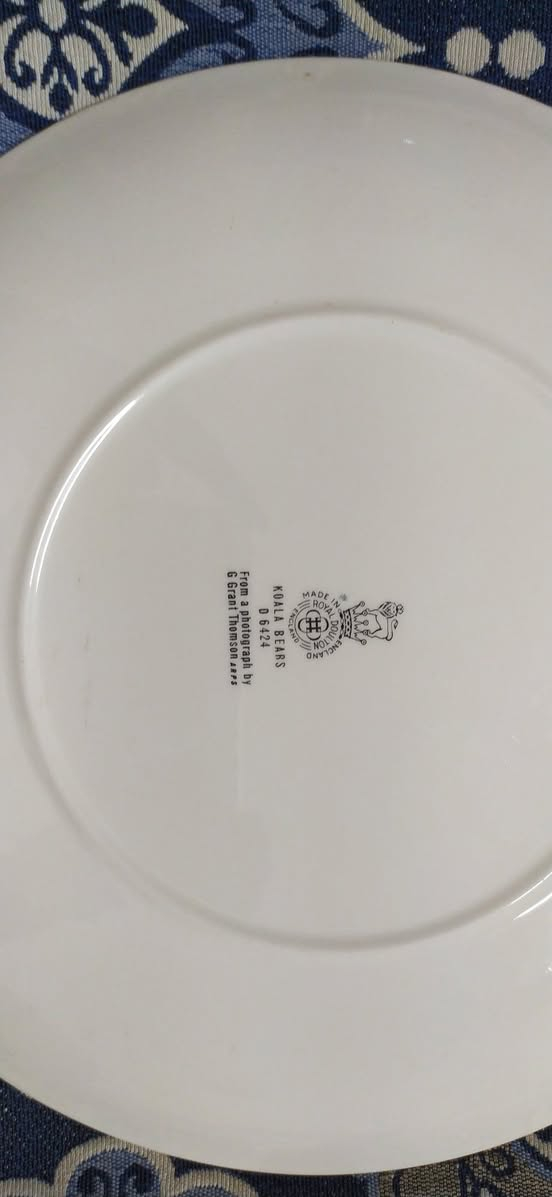 MADE IN ENGLAND
ROYAL DOULTON
ENGLAND
KOALA BEARS
D 6424
From a photograph by
G Grant Thomson ARPS